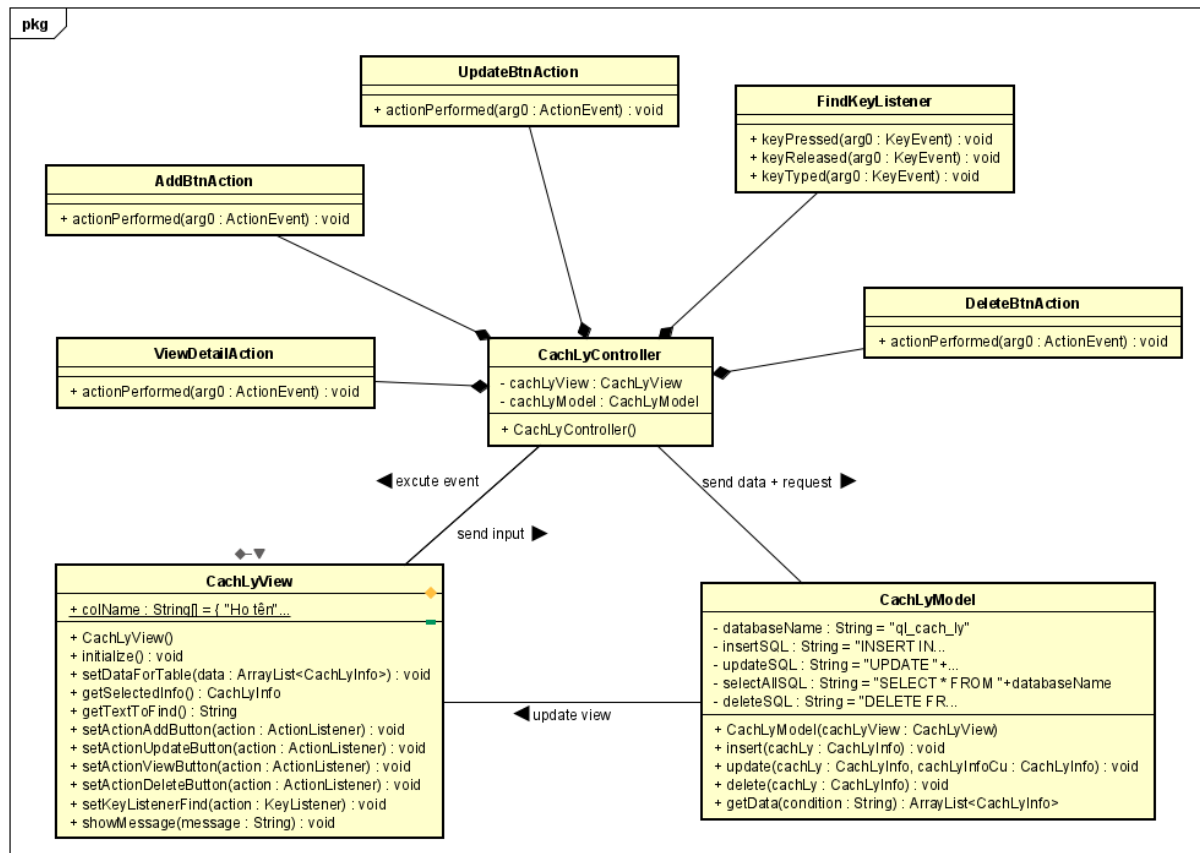 pkg
UpdateBtnAction
+ actionPerformed(arg0 : ActionEvent) : void
FindKeyListener
+ keyPressed(arg0 : KeyEvent) : void
+ keyReleased(arg0 : KeyEvent) : void
+ keyTyped(arg0 : KeyEvent) : void
AddBtnAction
+ actionPerformed(arg0 : ActionEvent) : void
DeleteBtnAction
+ actionPerformed(arg0 : ActionEvent) : void
ViewDetailAction
+ actionPerformed(arg0 : ActionEvent) : void
CachLyController
- cachLyView : CachLyView
- cachLyModel : CachLyModel
+ CachLyController()
excute event
send data + request
send input
CachLyView
+ colName : String[] = { "Ho tên"...
+ CachLyView()
+ initialize() : void
+ setDataForTable(data : ArrayList<CachLyInfo>) : void
+ getSelectedInfo() : CachLyInfo
+ getTextToFind() : String
+ setActionAddButton(action : ActionListener) : void
+ setActionUpdateButton(action : ActionListener) : void
+ setActionViewButton(action : ActionListener) : void
+ setActionDeleteButton(action : ActionListener) : void
+ setKeyListenerFind(action : KeyListener) : void
+ showMessage(message : String) : void
update view
CachLyModel
- databaseName : String = "ql_cach_ly"
- insertSQL : String = "INSERT IN...
- updateSQL : String = "UPDATE "+...
- selectAllSQL : String = "SELECT * FROM "+databaseName
- deleteSQL : String = "DELETE FR...
+ CachLyModel(cachLyView : CachLyView)
+ insert(cachLy : CachLyInfo) : void
+ update(cachLy : CachLyInfo, cachLyInfoCu : CachLyInfo) : void
+ delete(cachLy : CachLyInfo) : void
+ getData(condition : String) : ArrayList<CachLyInfo>